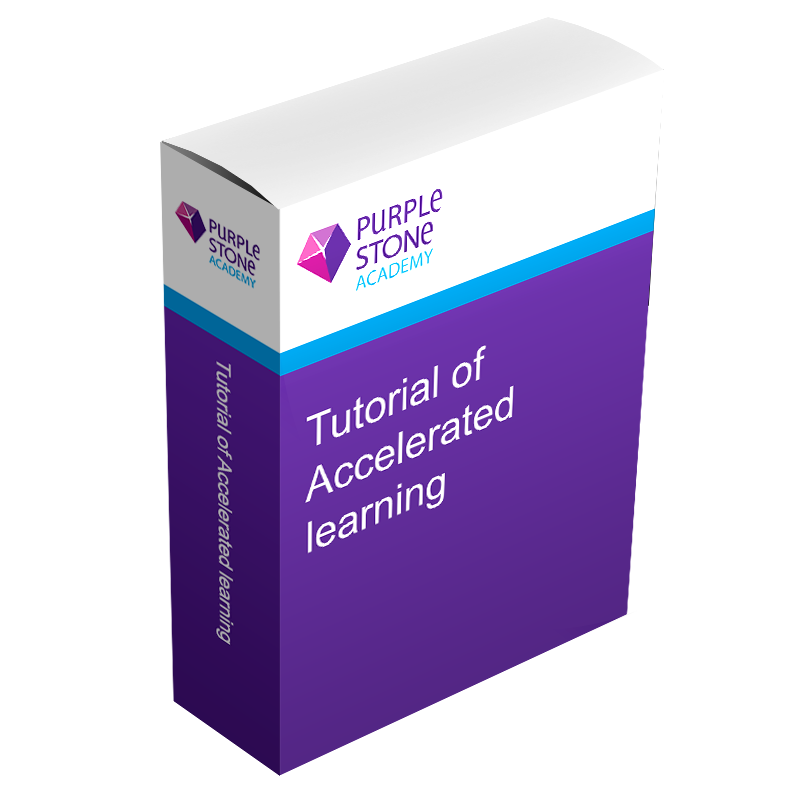 PURPLE
STONE
ACADEMY
Tutorial of Accelerated learning
PURPLE
STONE
ACADEMY
Tutorial of
Accelerated
learning